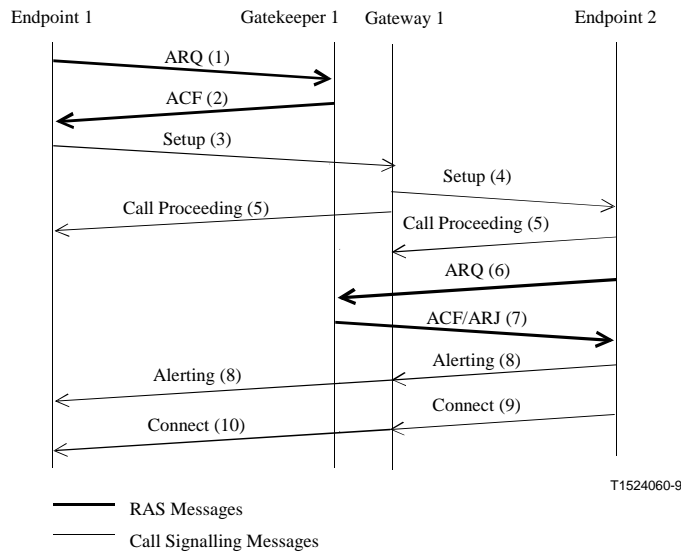 Endpoint 1 Gatekeeper 1 Gateway 1 Endpoint 2
ARQ (1)
ACF (2)
Setup (3)
Setup (4)
Call Proceeding (5)
Call Proceeding (5)
ARQ (6)
ACF/ARJ (7)
Alerting (8)
Alerting (8)
Connect (9)
Connect (10)
T1524060-9
RAS Messages
Call Signalling Messages